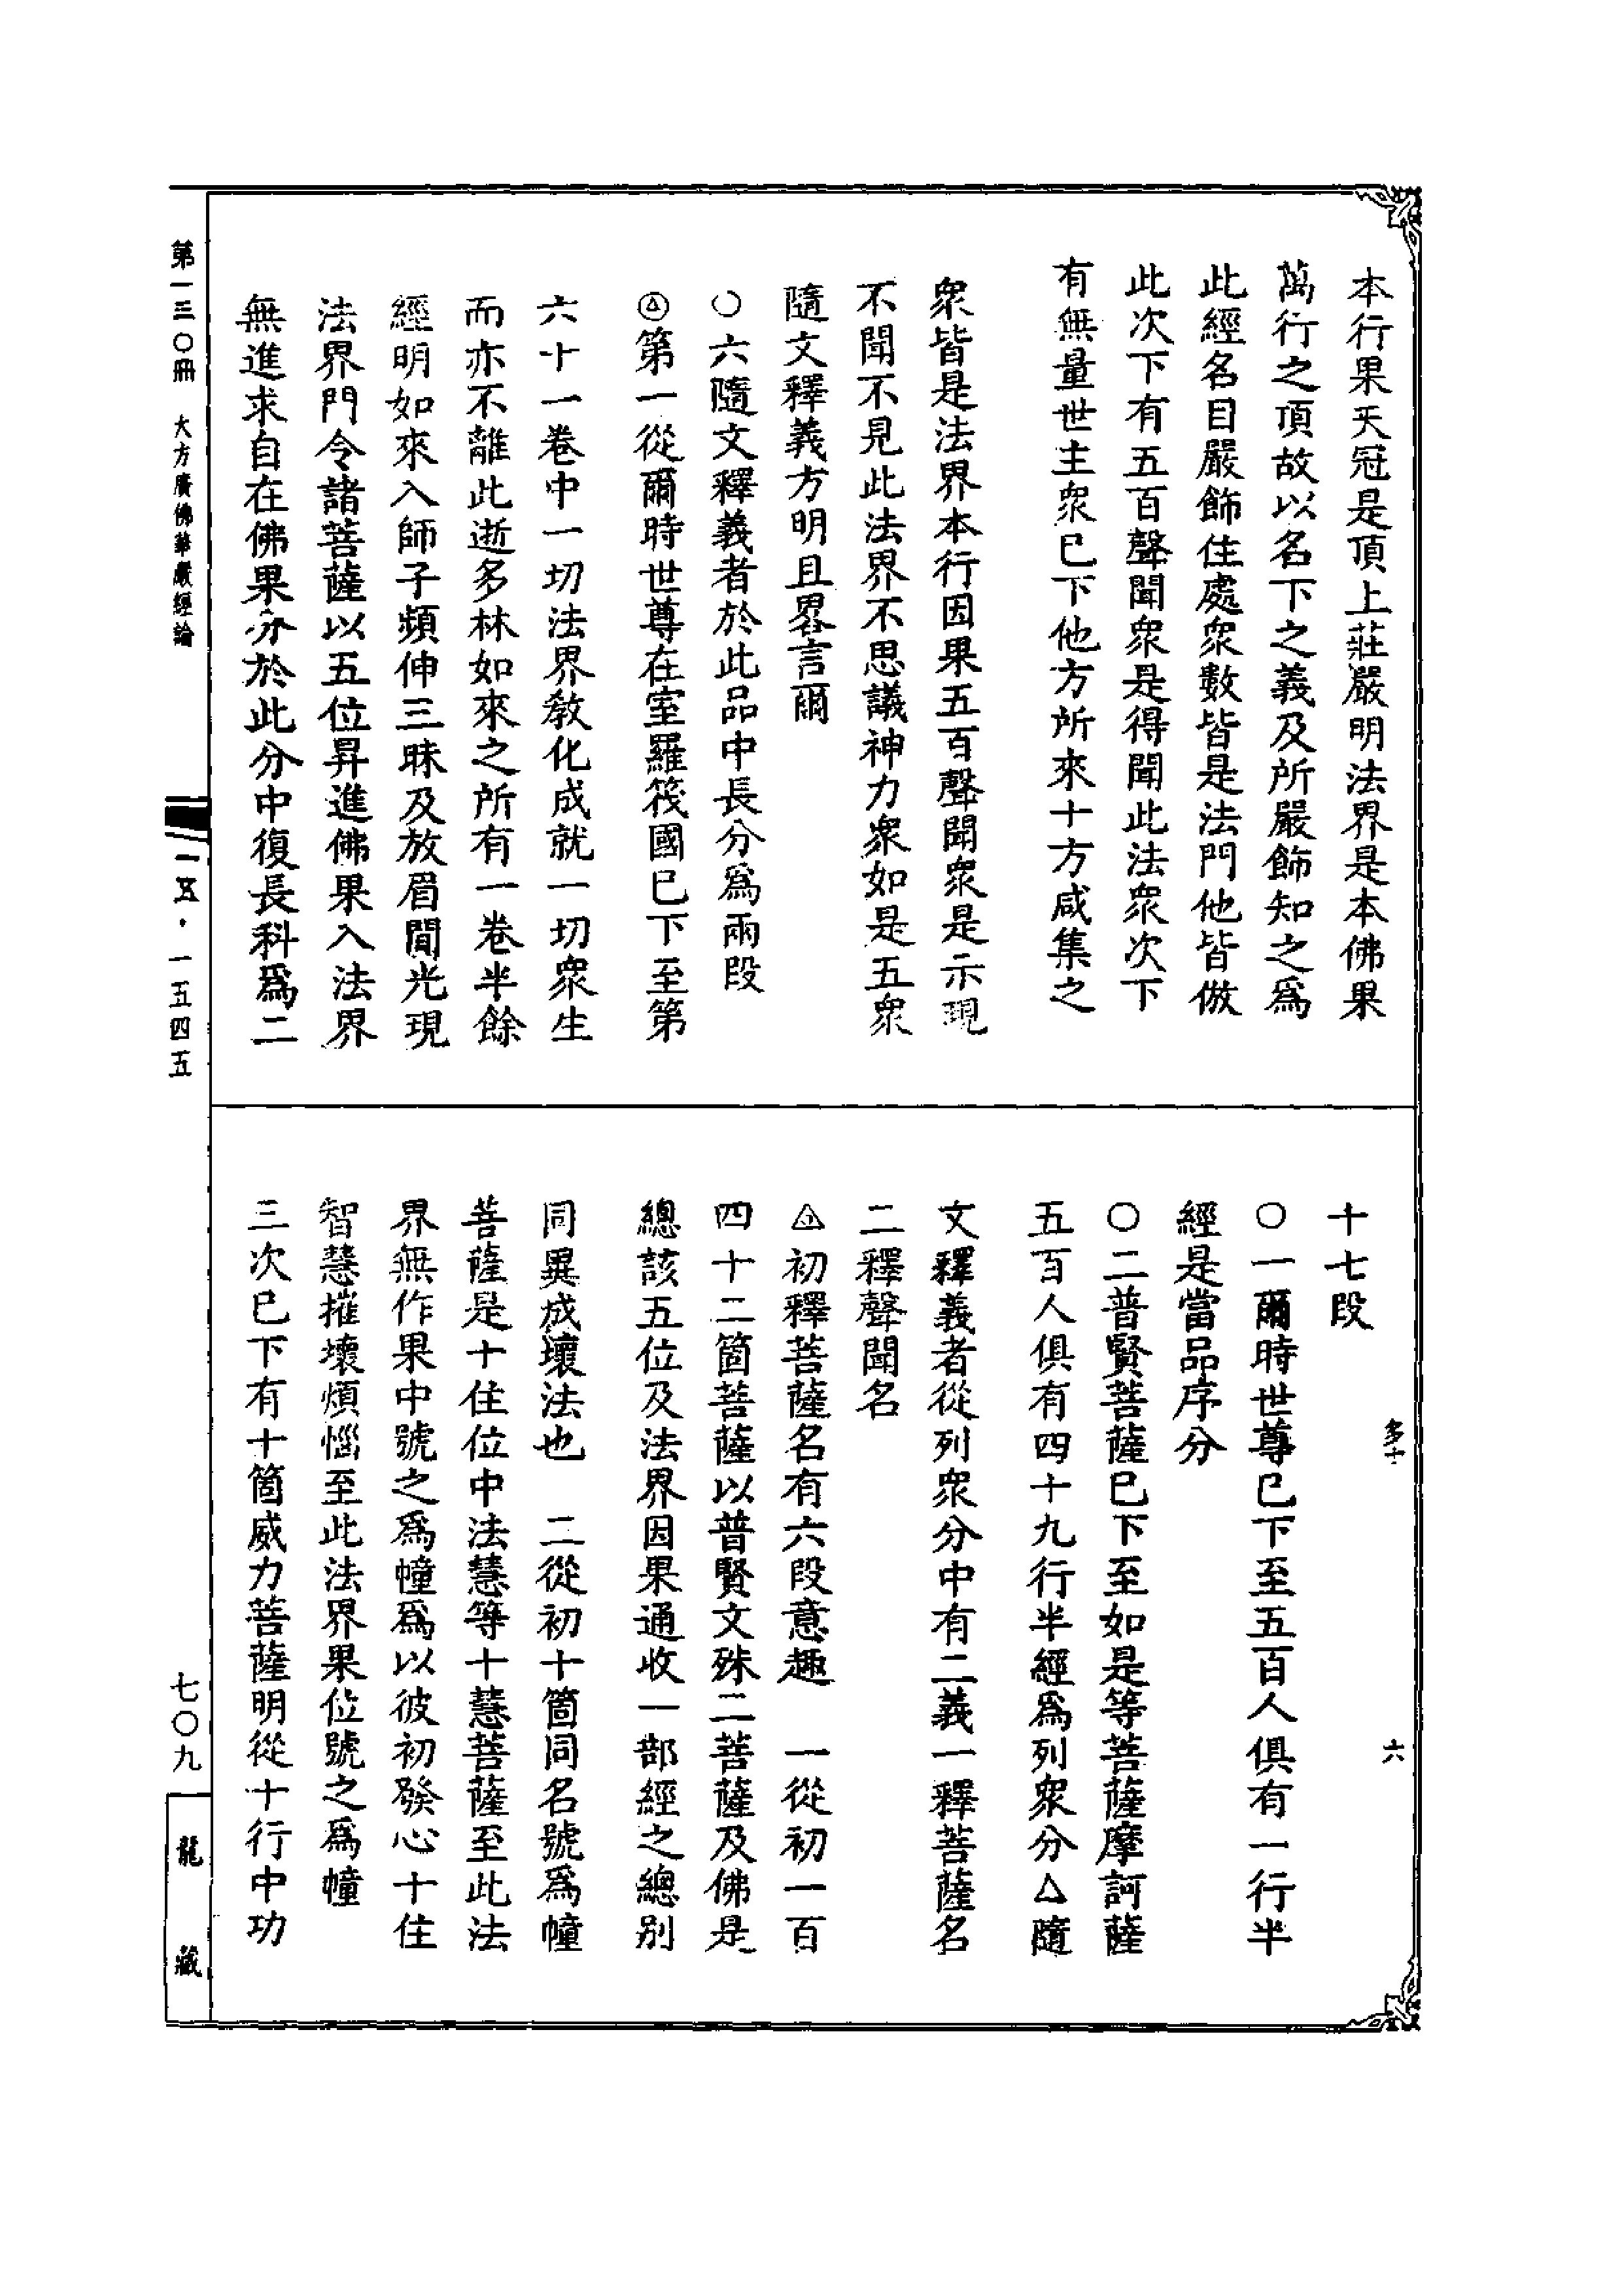 本行果天冠是頂上莊嚴明法界是本佛果
萬行之頂故以名下之義及所嚴飾知之爲
此經名目嚴飾住處衆數皆是法門他皆倣
此次下有五百聲聞衆是得聞此法衆次下
有無量世主衆已下他方所來十方咸集之
衆皆是法界本行因果五百聲聞衆是示現
不聞不見此法界不思議神力衆如是五衆
隨文釋義方明且畧言爾
○六隨文釋義者於此品中長分爲兩段
㊀第一從爾時世尊在室羅筏國已下至第
六十一卷中一切法界敎化成就一切衆生
而亦不離此逝多林如來之所有一卷半餘
經明如來入師子頻伸三昧及放眉間光現
法界門令諸菩薩以五位昇進佛果入法界
無進求自在佛果分於此分中復長科爲二
十七段
○一爾時世尊已下至五百人俱有一行半
經是當品序分
○二普賢菩薩已下至如是等菩薩摩訶薩
五百人俱有四十九行半經爲列衆分△隨
文釋義者從列衆分中有二義一釋菩薩名
二釋聲聞名
△初釋菩薩名有六段意趣　一從初一百
四十二箇菩薩以普賢文殊二菩薩及佛是
總該五位及法界因果通收一部經之總别
同異成壞法也　二從初十箇同名號爲幢
菩薩是十住位中法慧等十慧菩薩至此法
界無作果中號之爲幢爲以彼初發心十住
智慧摧壞煩惱至此法界果位號之爲幢
三次已下有十箇威力菩薩明從十行中功
多十
六
第一三〇冊　大方廣佛華嚴經論
一五·一五四五
七〇九
龍藏